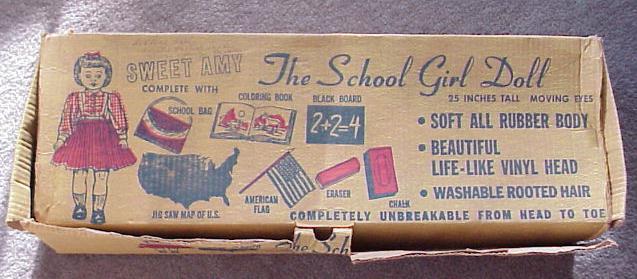 SWEET AMY
The School Girl Doll
COMPLETE WITH
25 INCHES TALL MOVING EYES
SCHOOL BAG
COLORING BOOK
BLACK BOARD
2+2=4
• SOFT ALL RUBBER BODY
• BEAUTIFUL
LIFE-LIKE VINYL HEAD
• WASHABLE ROOTED HAIR
JIG SAW MAP OF U.S.
AMERICAN
FLAG
ERASER
CHALK
COMPLETELY UNBREAKABLE FROM HEAD TO TOE
The Sch